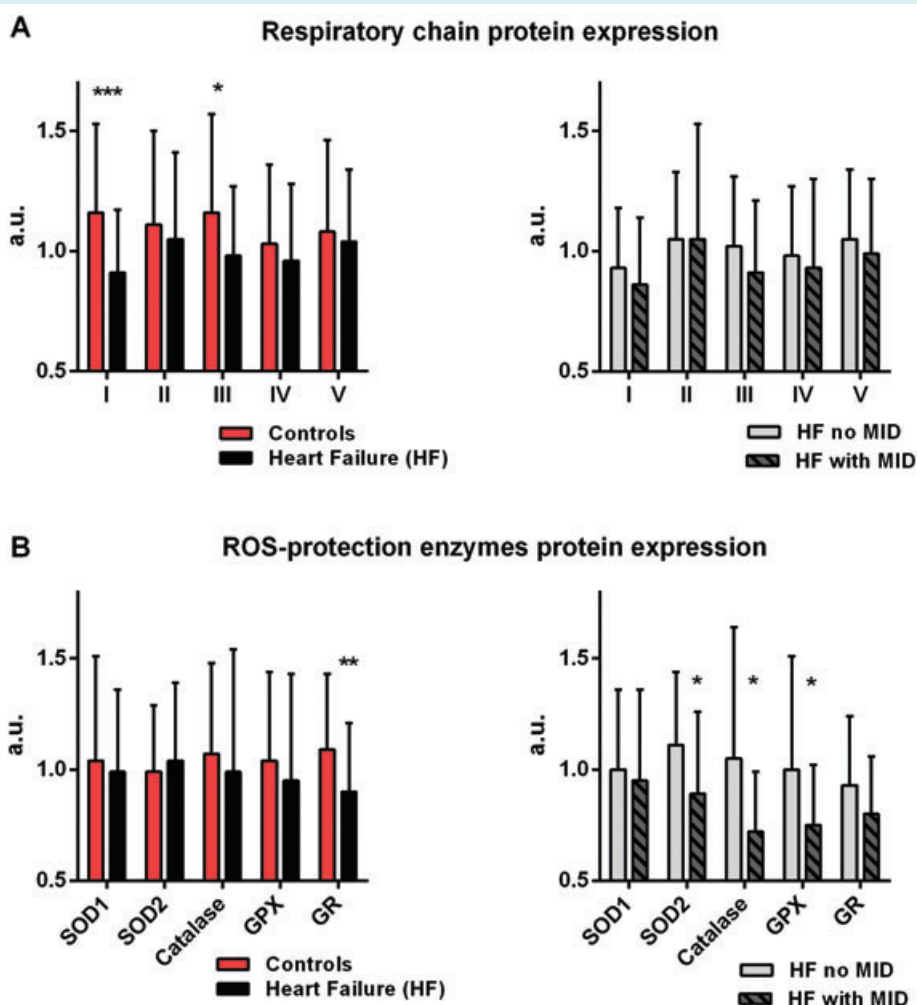 A
Respiratory chain protein expression
*** *
1.5
1.0
0.5
a.u.
I II III IV V
Controls
Heart Failure (HF)
1.5
1.0
0.5
a.u.
I II III IV V
HF no MID
HF with MID
B
ROS-protection enzymes protein expression
**
1.5
1.0
0.5
a.u.
SOD1 SOD2 Catalase GPX GR
Controls
Heart Failure (HF)
* * *
1.5
1.0
0.5
a.u.
SOD1 SOD2 Catalase GPX GR
HF no MID
HF with MID